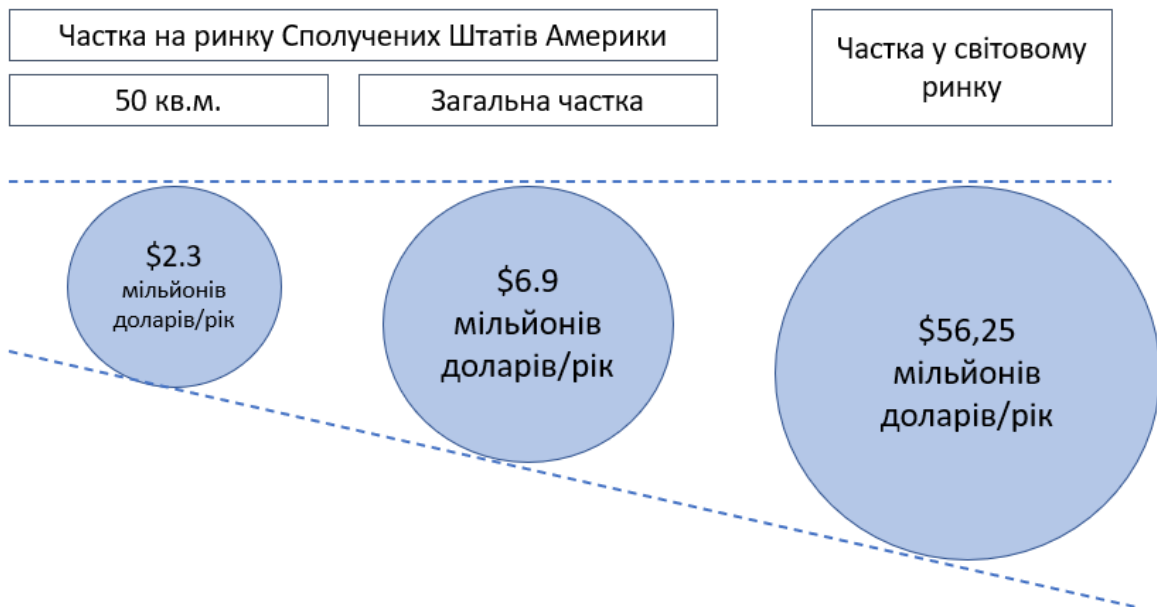 Частка на ринку Сполучених Штатів Америки
50 кв.м.
Загальна частка
Частка у світовому
ринку
$2.3
мільйонів
доларів/рік
$6.9
мільйонів
доларів/рік
$56,25
мільйонів
доларів/рік